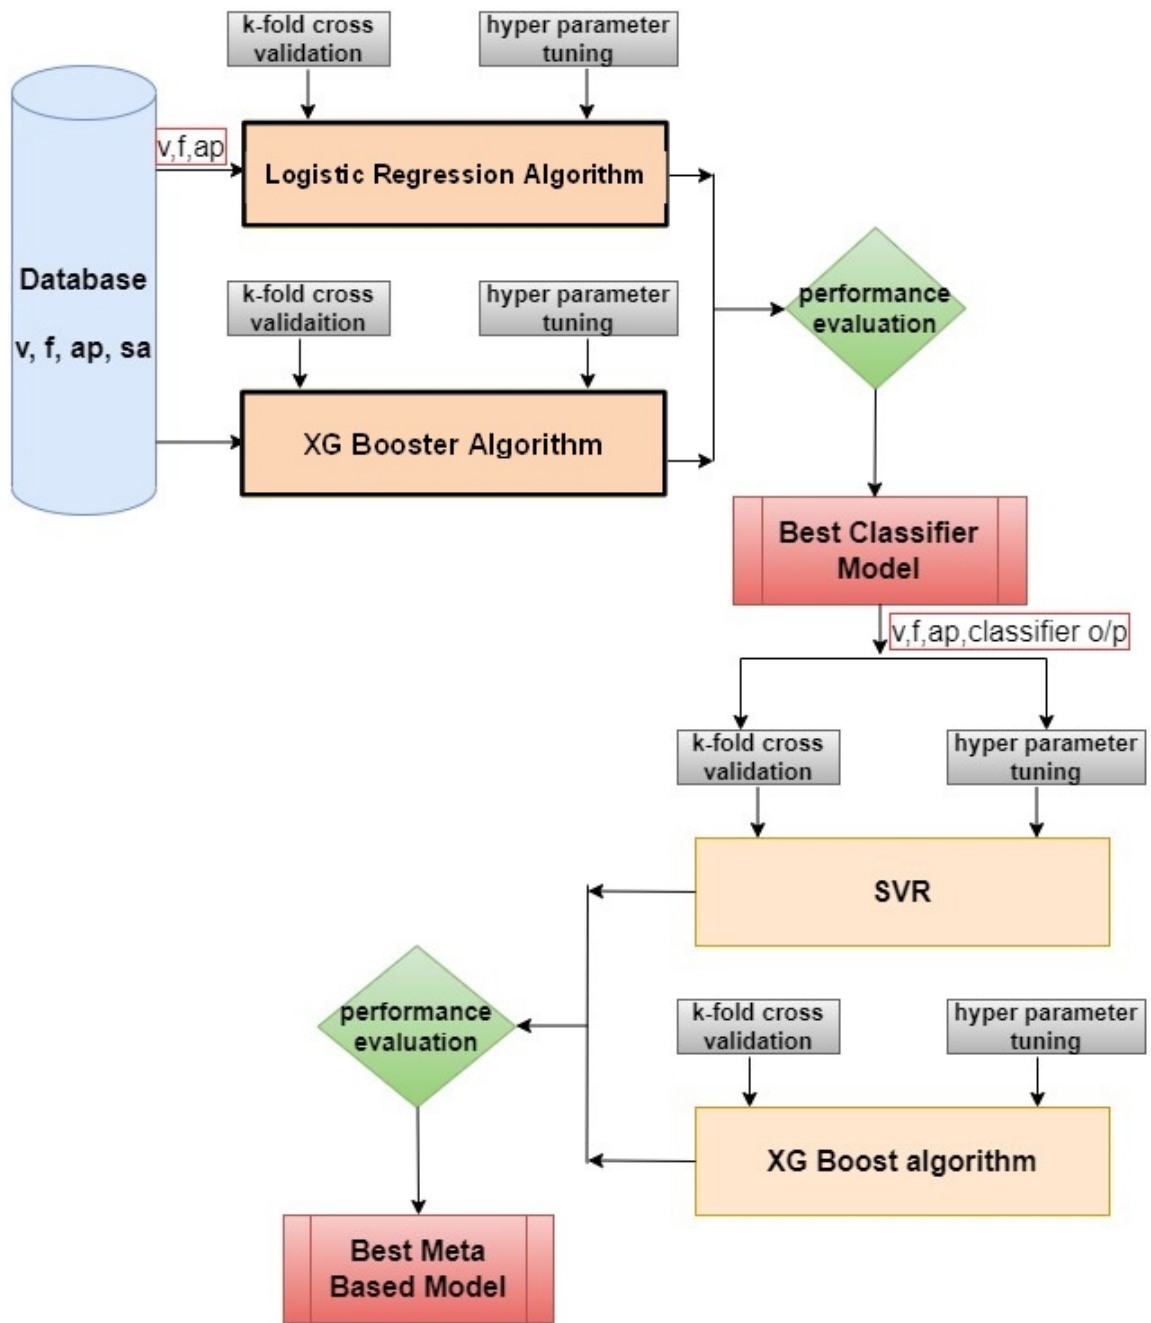 k-fold cross
validation
hyper parameter
tuning
v,f,ap
Logistic Regression Algorithm
Database
v, f, ap, sa
k-fold cross
validaition
hyper parameter
tuning
performance
evaluation
XG Booster Algorithm
Best Classifier
Model
v,f,ap,classifier o/p
k-fold cross
validation
hyper parameter
tuning
SVR
k-fold cross
validation
hyper parameter
tuning
performance
evaluation
XG Boost algorithm
Best Meta
Based Model